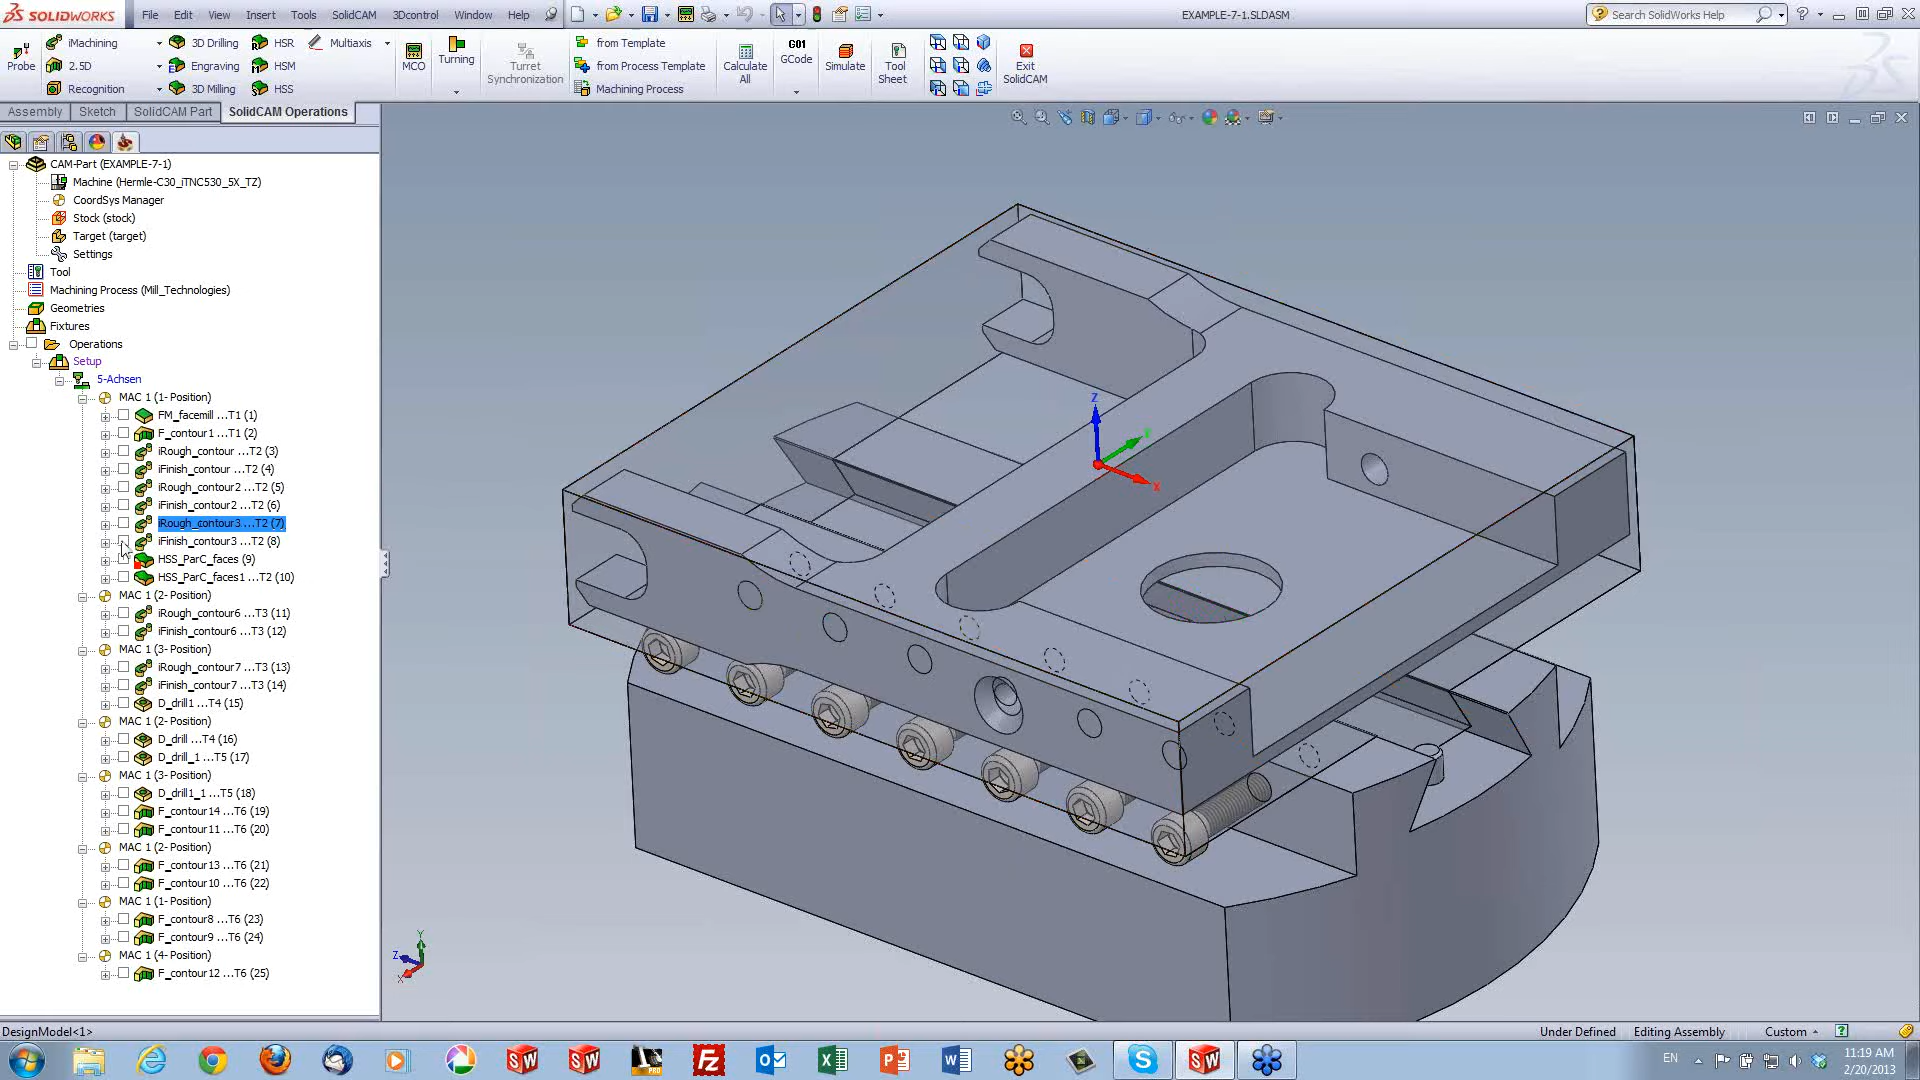 SOLIDWORKS File Edit View Insert Tools SolidCAM 3Dcontrol Window Help EXAMPLE-7-1.SLDASM Search SolidWorks Help
Probe
iMachining 3D Drilling HSR Multiaxis
2.5D Engraving HSM
Recognition 3D Milling HSS
MCO
Turning
Turret Synchronization
from Template
from Process Template
Machining Process
Calculate All
G01 GCode
Simulate
Tool Sheet
Exit SolidCAM
Assembly Sketch SolidCAM Part SolidCAM Operations
CAM-Part (EXAMPLE-7-1)
Machine (Hermle-C30_iTNC530_5X_TZ)
CoordSys Manager
Stock (stock)
Target (target)
Settings
Tool
Machining Process (Mill_Technologies)
Geometries
Fixtures
Operations
Setup
5-Achsen
MAC 1 (1- Position)
FM_facemill ...T1 (1)
F_contour1 ...T1 (2)
iRough_contour ...T2 (3)
iFinish_contour ...T2 (4)
iRough_contour2 ...T2 (5)
iFinish_contour2 ...T2 (6)
iRough_contour3 ...T2 (7)
iFinish_contour3 ...T2 (8)
HSS_ParC_faces (9)
HSS_ParC_faces1 ...T2 (10)
MAC 1 (2- Position)
iRough_contour6 ...T3 (11)
iFinish_contour6 ...T3 (12)
MAC 1 (3- Position)
iRough_contour7 ...T3 (13)
iFinish_contour7 ...T3 (14)
D_drill1 ...T4 (15)
MAC 1 (2- Position)
D_drill ...T4 (16)
D_drill_1 ...T5 (17)
MAC 1 (3- Position)
D_drill1_1 ...T5 (18)
F_contour14 ...T6 (19)
F_contour11 ...T6 (20)
MAC 1 (2- Position)
F_contour13 ...T6 (21)
F_contour10 ...T6 (22)
MAC 1 (1- Position)
F_contour8 ...T6 (23)
F_contour9 ...T6 (24)
MAC 1 (4- Position)
F_contour12 ...T6 (25)
Z
X
Y
Z
X
DesignModel<1> Under Defined Editing Assembly Custom
EN 11:19 AM
2/20/2013